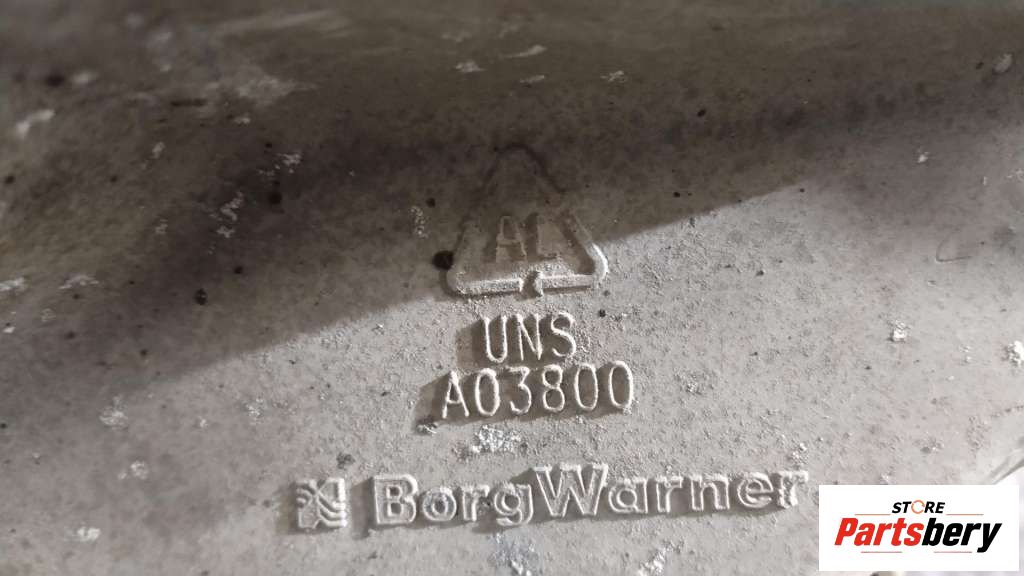 AL
UNS
A03800
BorgWarner
STORE
Partsbery